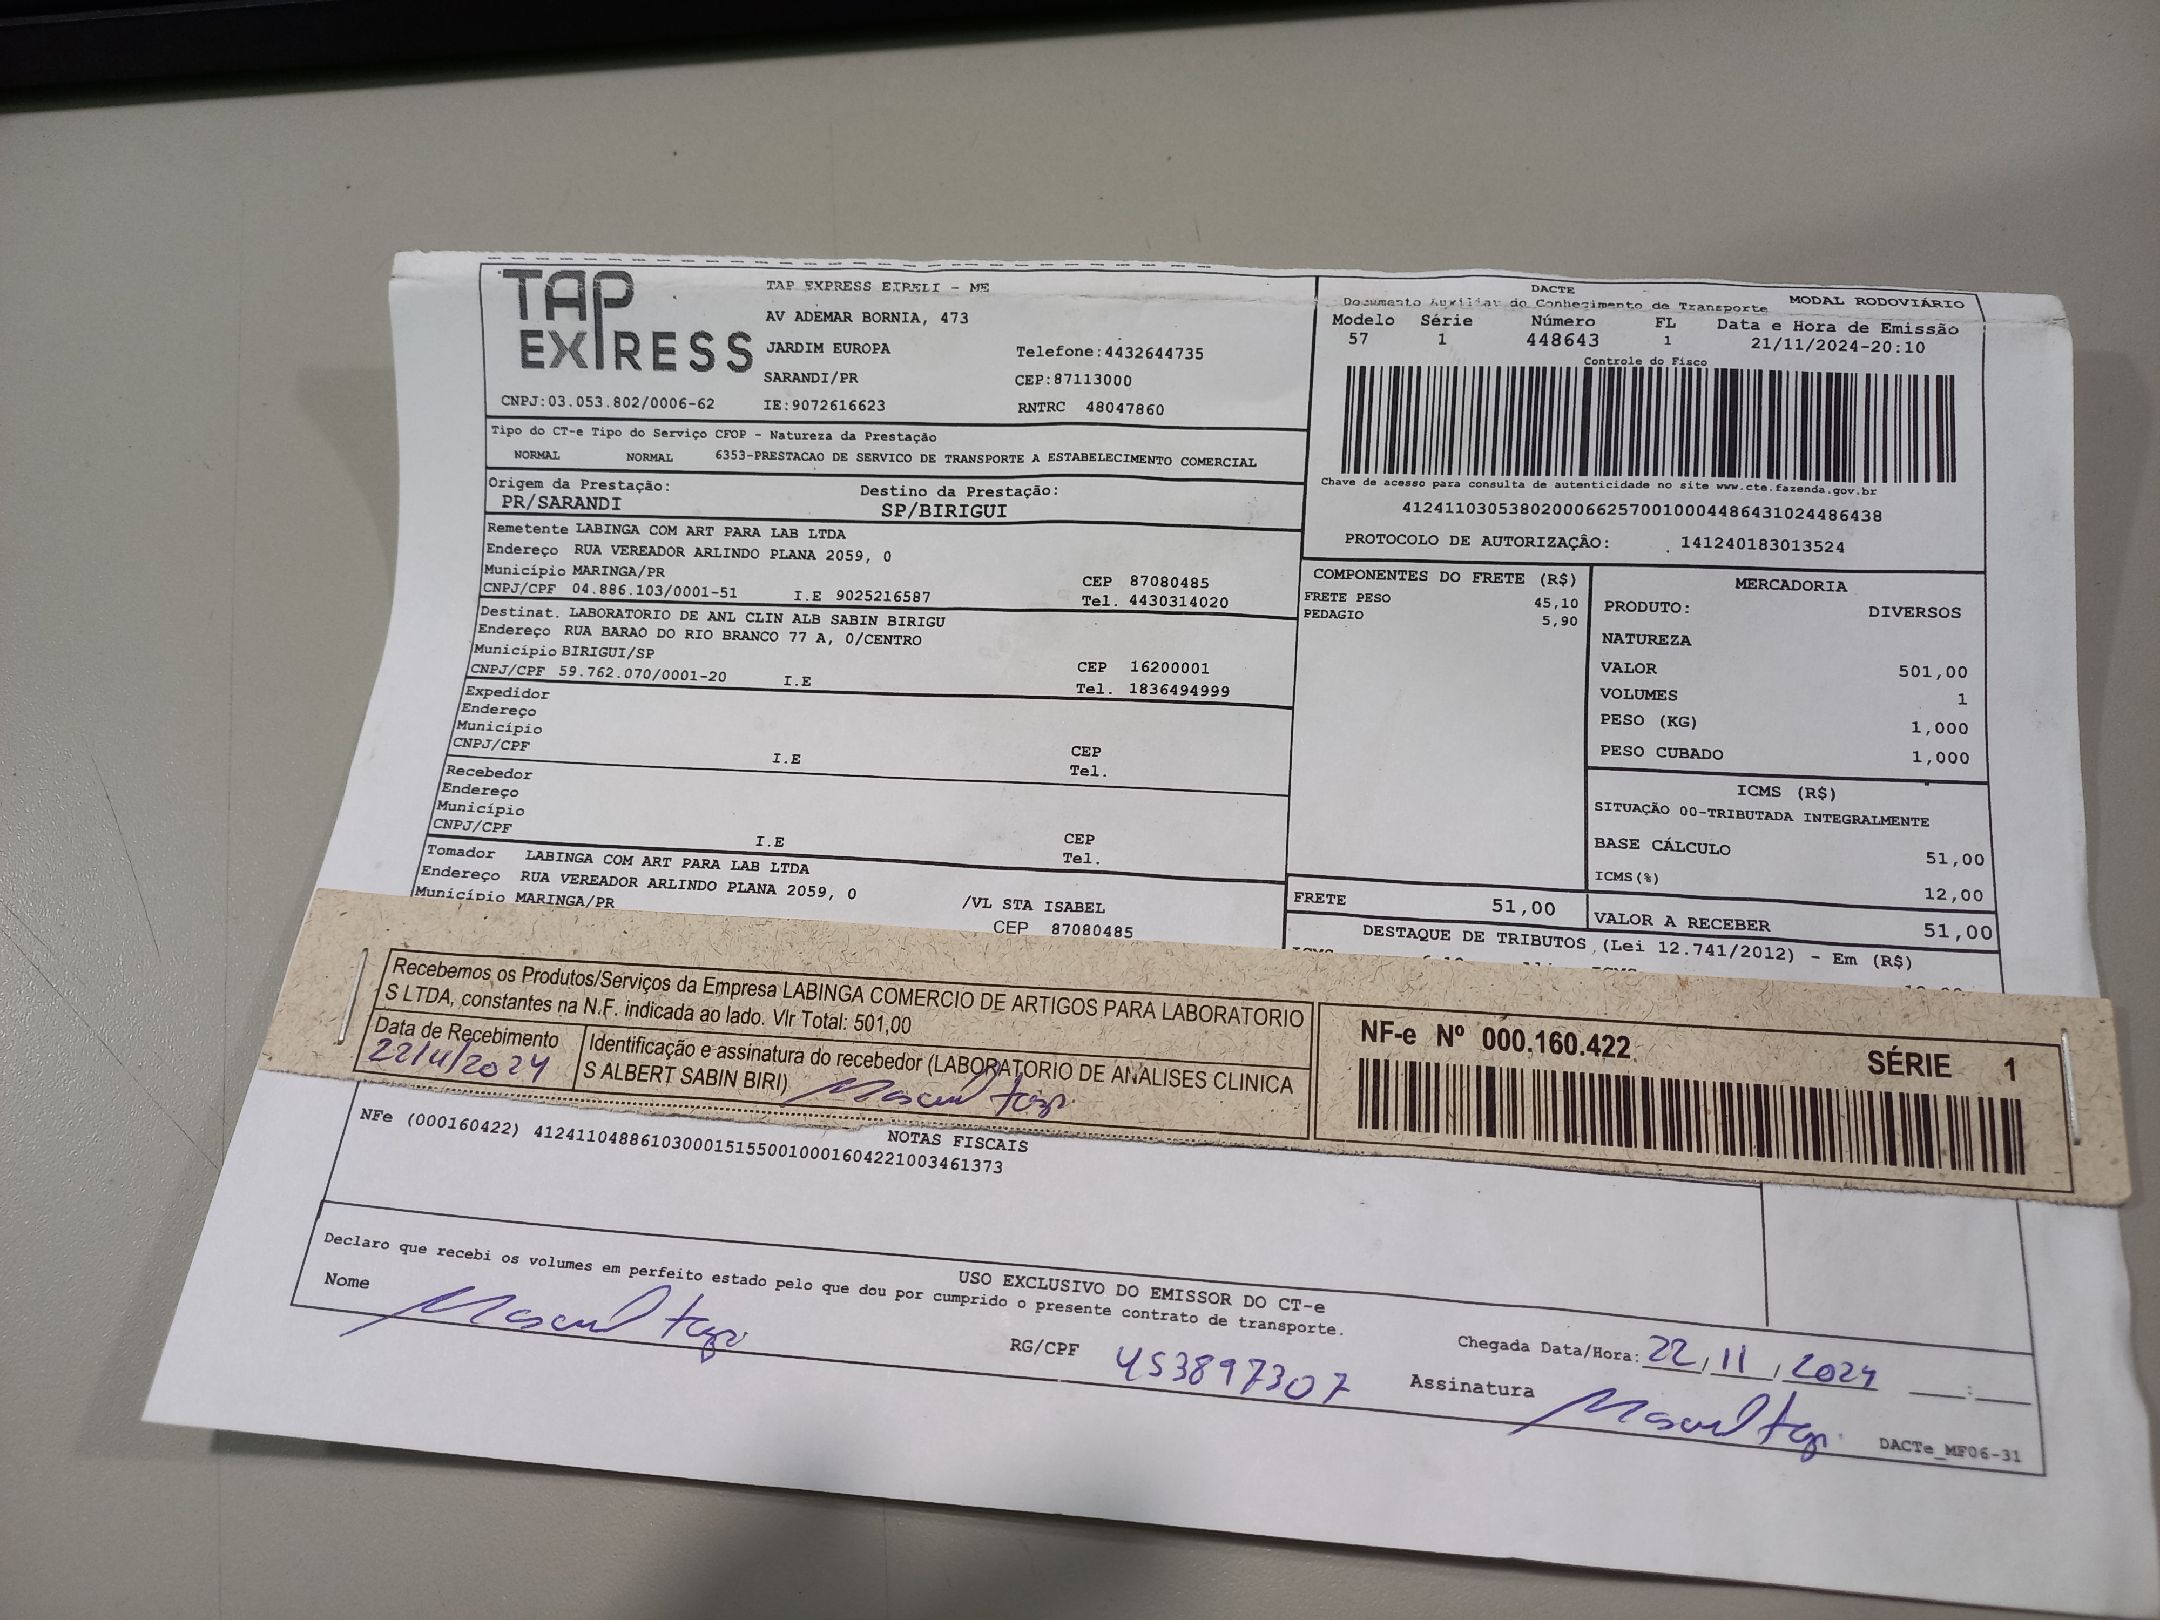 TAP EXPRESS
TAP EXPRESS EIRELI - ME
AV ADEMAR BORNIA, 473
JARDIM EUROPA Telefone:4432644735
SARANDI/PR CEP:87113000
CNPJ:03.053.802/0006-62 IE:9072616623 RNTRC 48047860
DACTE
Documento Auxiliar do Conhecimento de Transporte MODAL RODOVIÁRIO
Modelo Série Número FL Data e Hora de Emissão
57 1 448643 1 21/11/2024-20:10
Controle do Fisco
Chave de acesso para consulta de autenticidade no site www.cte.fazenda.gov.br
41241103053802000662570010004486431024486438
PROTOCOLO DE AUTORIZAÇÃO: 141240183013524
Tipo do CT-e Tipo do Serviço CFOP - Natureza da Prestação
NORMAL NORMAL 6353-PRESTACAO DE SERVICO DE TRANSPORTE A ESTABELECIMENTO COMERCIAL
Origem da Prestação: Destino da Prestação:
PR/SARANDI SP/BIRIGUI
Remetente LABINGA COM ART PARA LAB LTDA
Endereço RUA VEREADOR ARLINDO PLANA 2059, 0
Município MARINGA/PR CEP 87080485
CNPJ/CPF 04.886.103/0001-51 I.E 9025216587 Tel. 4430314020
Destinat. LABORATORIO DE ANL CLIN ALB SABIN BIRIGU
Endereço RUA BARAO DO RIO BRANCO 77 A, 0/CENTRO
Município BIRIGUI/SP CEP 16200001
CNPJ/CPF 59.762.070/0001-20 I.E Tel. 1836494999
Expedidor
Endereço
Município CEP
CNPJ/CPF I.E Tel.
Recebedor
Endereço
Município CEP
CNPJ/CPF I.E Tel.
Tomador LABINGA COM ART PARA LAB LTDA
Endereço RUA VEREADOR ARLINDO PLANA 2059, 0 /VL STA ISABEL
Município MARINGA/PR CEP 87080485
COMPONENTES DO FRETE (R$)
FRETE PESO 45,10
PEDAGIO 5,90
FRETE 51,00
MERCADORIA
PRODUTO: DIVERSOS
NATUREZA
VALOR 501,00
VOLUMES 1
PESO (KG) 1,000
PESO CUBADO 1,000
ICMS (R$)
SITUAÇÃO 00-TRIBUTADA INTEGRALMENTE
BASE CÁLCULO 51,00
ICMS(%) 12,00
VALOR A RECEBER 51,00
DESTAQUE DE TRIBUTOS (Lei 12.741/2012) - Em (R$)
Recebemos os Produtos/Serviços da Empresa LABINGA COMERCIO DE ARTIGOS PARA LABORATORIO
S LTDA, constantes na N.F. indicada ao lado. Vlr Total: 501,00
Data de Recebimento
22/11/2024
Identificação e assinatura do recebedor (LABORATORIO DE ANALISES CLINICA
S ALBERT SABIN BIRI)
NF-e Nº 000.160.422 SÉRIE 1
NOTAS FISCAIS
NFe (000160422) 41241104886103000151550010001604221003461373
USO EXCLUSIVO DO EMISSOR DO CT-e
Declaro que recebi os volumes em perfeito estado pelo que dou por cumprido o presente contrato de transporte.
Nome
RG/CPF 453897307
Chegada Data/Hora: 22/11/2024 ___:___
Assinatura
DACTe_MF06-31